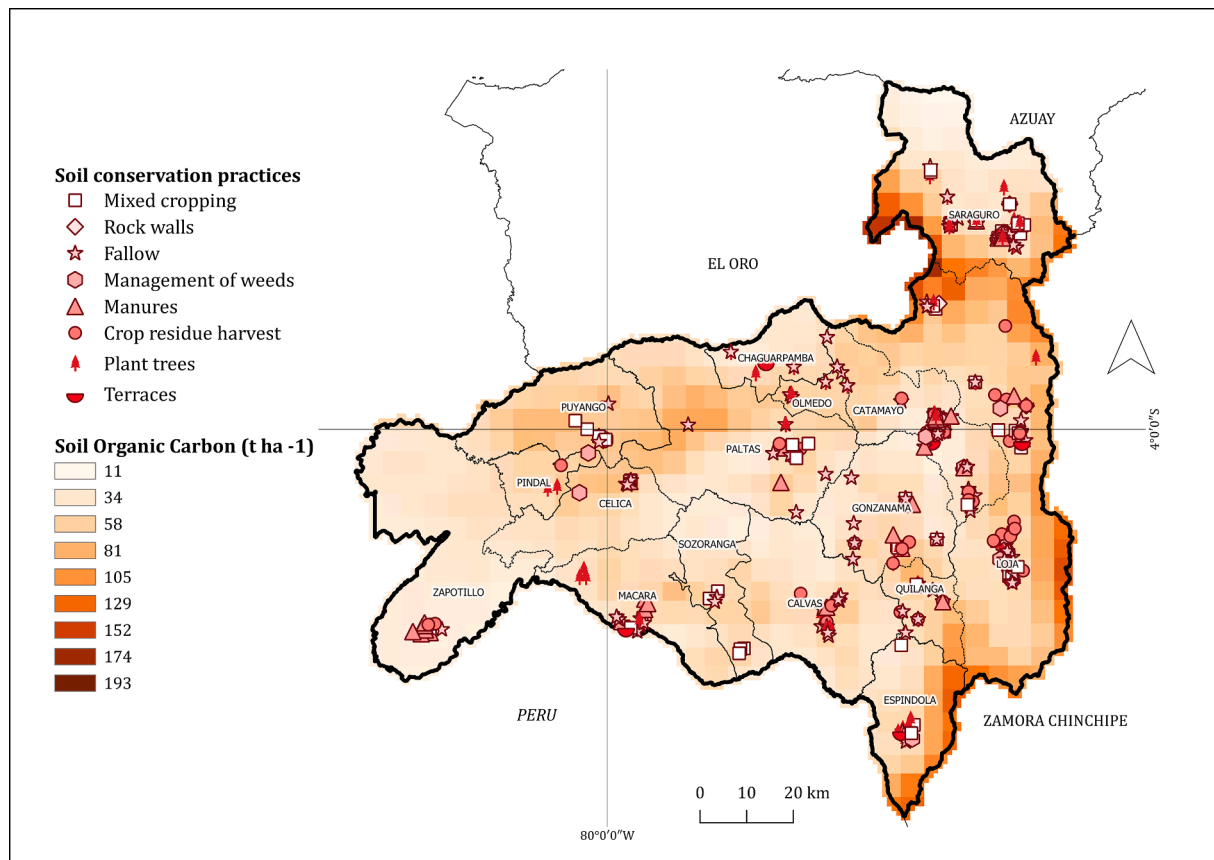 Soil conservation practices
Mixed cropping
Rock walls
Fallow
Management of weeds
Manures
Crop residue harvest
Plant trees
Terraces
Soil Organic Carbon (t ha -1)
11
34
58
81
105
129
152
174
193
AZUAY
SARAGURO
EL ORO
CHAGUARPAMBA
OLMEDO
CATAMAYO
PUYANGO
PALTAS
4°0'0"S
PINDAL
CELICA
GONZANAMA
SOZORANGA
LOJA
ZAPOTILLO
MACARA
CALVAS
QUILANGA
ESPINDOLA
PERU
ZAMORA CHINCHIPE
0 10 20 km
80°0'0"W